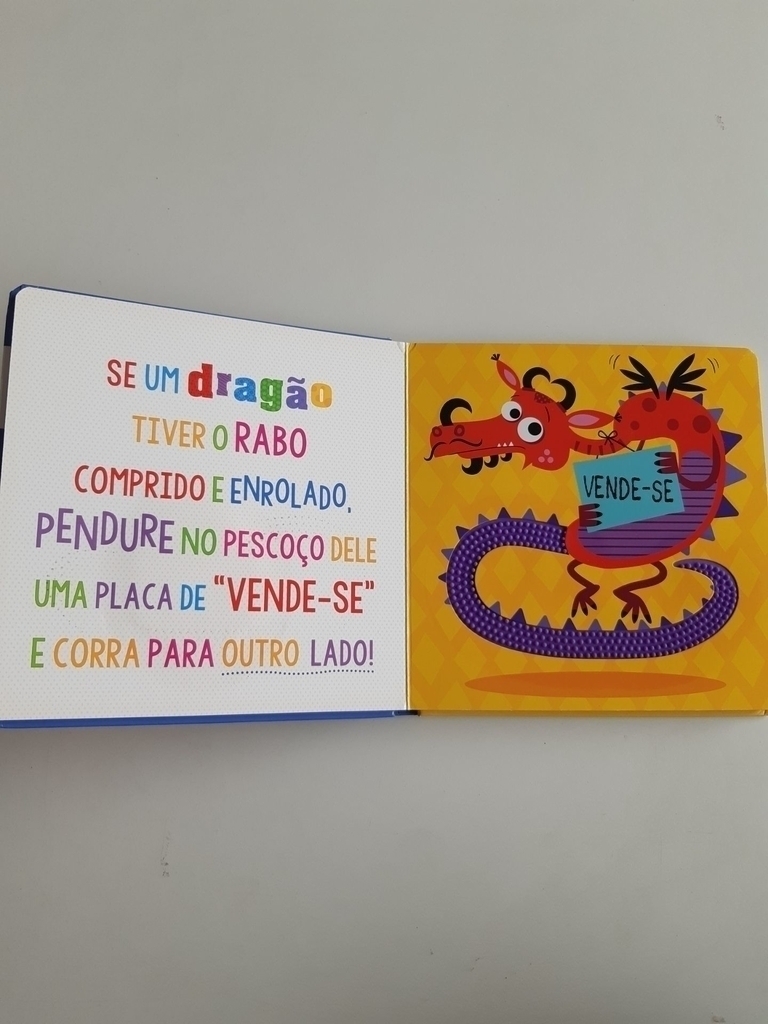 SE UM dragão
TIVER O RABO
COMPRIDO E ENROLADO,
PENDURE NO PESCOÇO DELE
UMA PLACA DE "VENDE-SE"
E CORRA PARA OUTRO LADO!
VENDE-SE